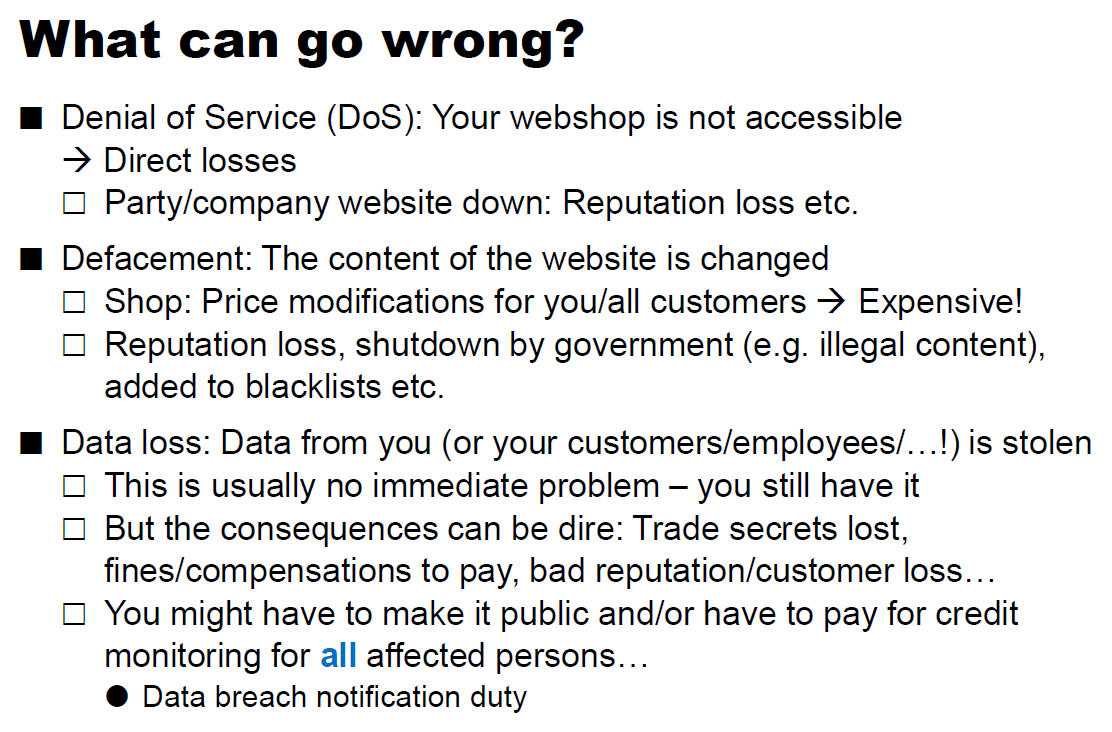 What can go wrong?
■ Denial of Service (DoS): Your webshop is not accessible
→ Direct losses
□ Party/company website down: Reputation loss etc.
■ Defacement: The content of the website is changed
□ Shop: Price modifications for you/all customers → Expensive!
□ Reputation loss, shutdown by government (e.g. illegal content),
added to blacklists etc.
■ Data loss: Data from you (or your customers/employees/…!) is stolen
□ This is usually no immediate problem – you still have it
□ But the consequences can be dire: Trade secrets lost,
fines/compensations to pay, bad reputation/customer loss…
□ You might have to make it public and/or have to pay for credit
monitoring for all affected persons…
● Data breach notification duty